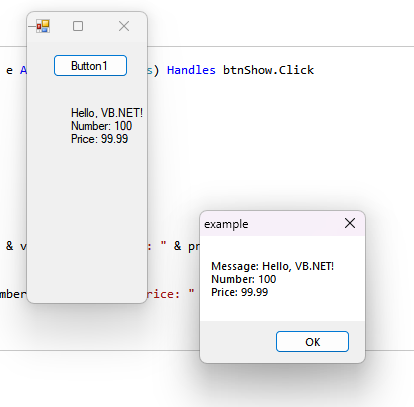 e A s) Handles btnShow.Click
Button1
Hello, VB.NET!
Number: 100
Price: 99.99
& v : " & pr
example
Message: Hello, VB.NET!
Number: 100
Price: 99.99
mber rice: "
OK